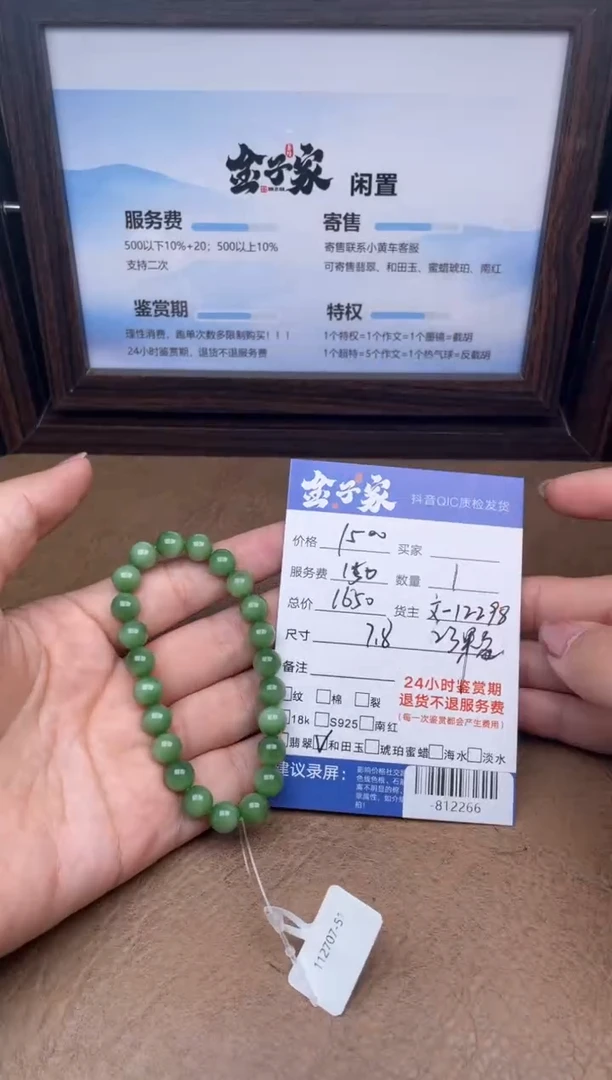 金子家 闲置
服务费
500以下10%+20；500以上10%
支持二次
寄售
寄售联系小黄车客服
可寄售翡翠、和田玉、蜜蜡琥珀、南红
鉴赏期
理性消费，跑单次数多限制购买！！！
24小时鉴赏期，退货不退服务费
特权
1个特权=1个作文=1个墨镜=截胡
1个超特=5个作文=1个热气球=反截胡
金子家 抖音QIC质检发货
价格 1500 买家
服务费 150 数量 1
总价 1650 货主 文-12298
尺寸 7.8 23果
备注
24小时鉴赏期
退货不退服务费
(每一次鉴赏都会产生费用)
纹 棉 裂
18k S925 南红
翡翠 和田玉 琥珀蜜蜡 海水 淡水
建议录屏：
-812266
112707-5